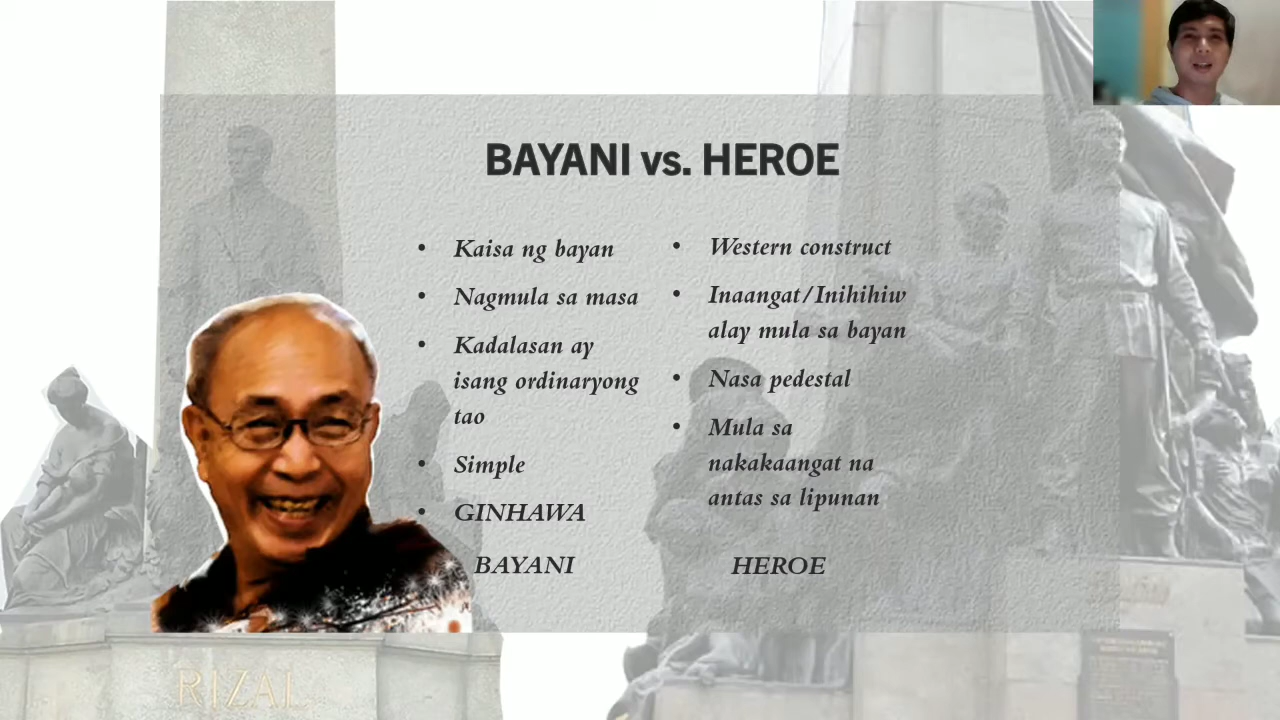 BAYANI vs. HEROE
• Kaisa ng bayan
• Nagmula sa masa
• Kadalasan ay
isang ordinaryong
tao
• Simple
• GINHAWA
BAYANI
• Western construct
• Inaangat/Inihihiw
alay mula sa bayan
• Nasa pedestal
• Mula sa
nakakaangat na
antas sa lipunan
HEROE
RIZAL